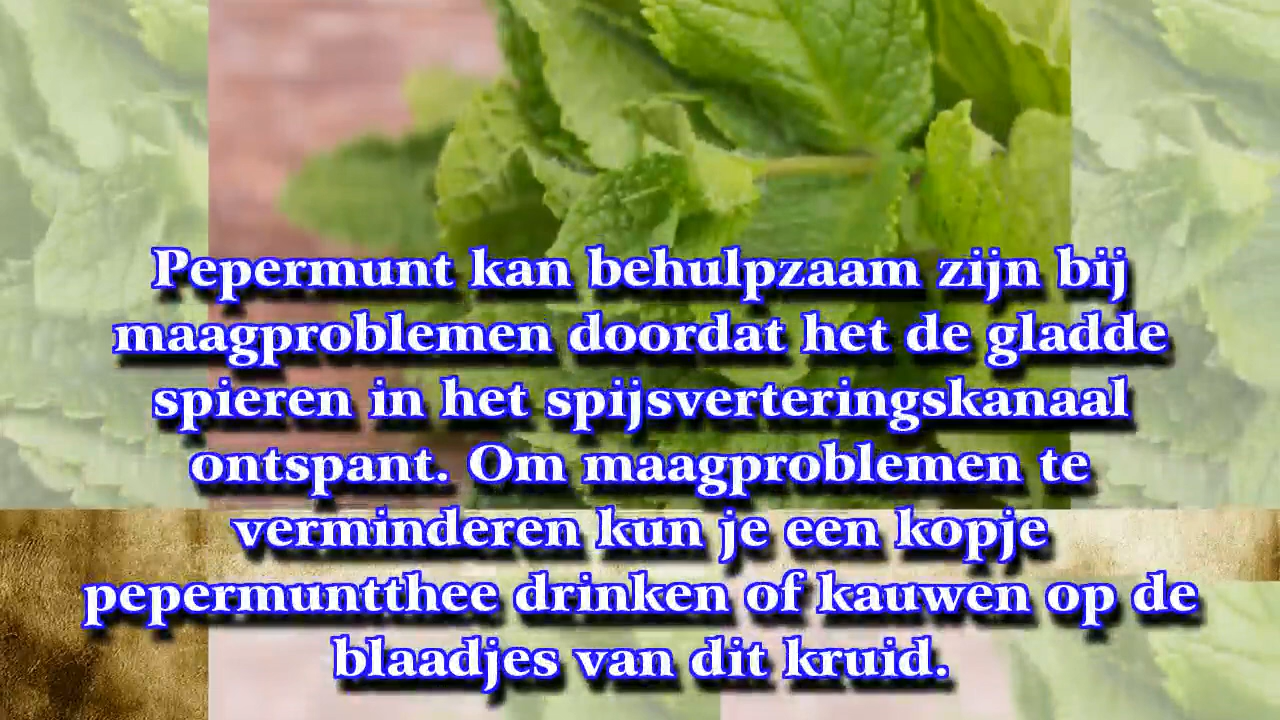 Pepermunt kan behulpzaam zijn bij
maagproblemen doordat het de gladde
spieren in het spijsverteringskanaal
ontspant. Om maagproblemen te
verminderen kun je een kopje
pepermuntthee drinken of kauwen op de
blaadjes van dit kruid.